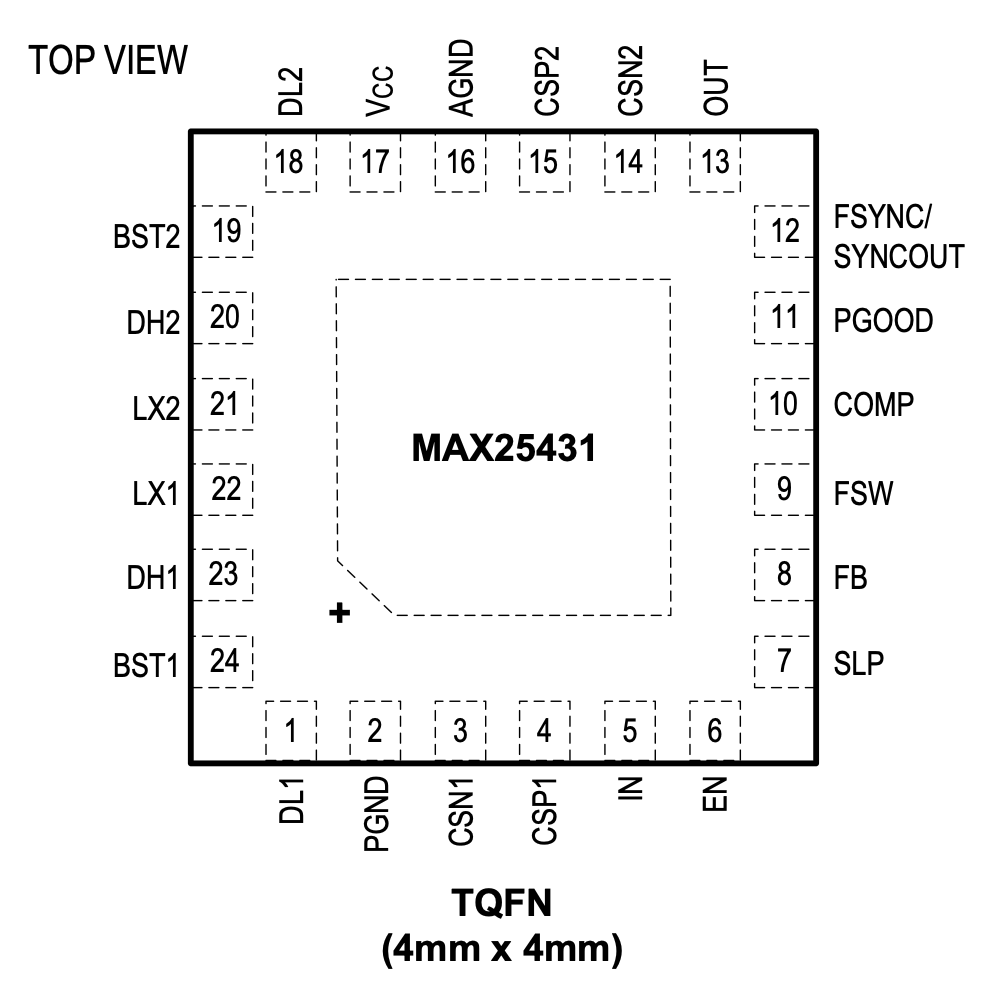 TOP VIEW
DL2
VCC
AGND
CSP2
CSN2
OUT
18
17
16
15
14
13
BST2
19
12
FSYNC/
SYNCOUT
DH2
20
11
PGOOD
LX2
21
10
COMP
MAX25431
LX1
22
9
FSW
DH1
23
8
FB
+
BST1
24
7
SLP
1
2
3
4
5
6
DL1
PGND
CSN1
CSP1
IN
EN
TQFN
(4mm x 4mm)